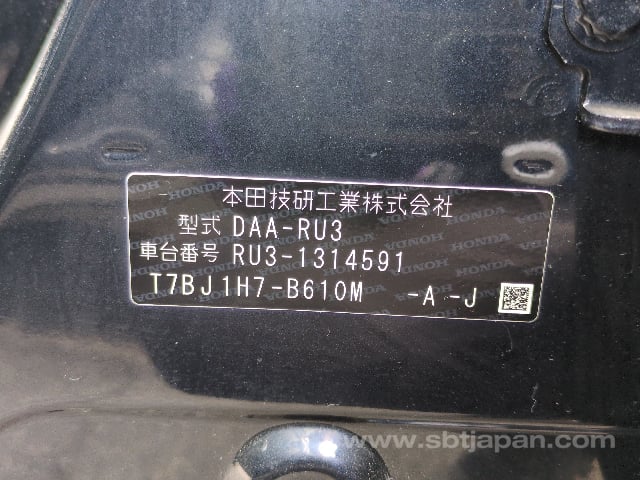 本田技研工業株式会社
型式 DAA-RU3
車台番号 RU3-1314591
T7BJ1H7-B610M -A -J
www.sbtjapan.com